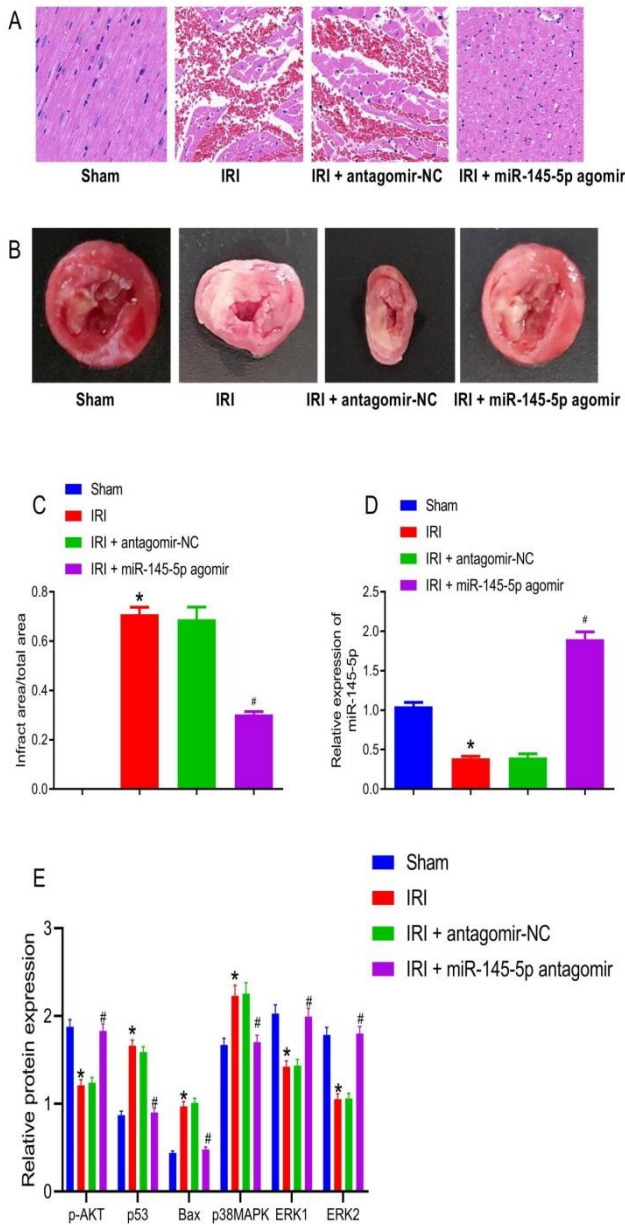 A
Sham IRI IRI + antagomir-NC IRI + miR-145-5p agomir
B
Sham IRI IRI + antagomir-NC IRI + miR-145-5p agomir
C
Sham
IRI
IRI + antagomir-NC
IRI + miR-145-5p agomir
Infract area/total area
0.8
0.6
0.4
0.2
0.0
*
#
D
Sham
IRI
IRI + antagomir-NC
IRI + miR-145-5p agomir
Relative expression of
miR-145-5p
2.5
2.0
1.5
1.0
0.5
0.0
*
#
E
Sham
IRI
IRI + antagomir-NC
IRI + miR-145-5p antagomir
Relative protein expression
3
2
1
0
* # * # * # * # * # * #
p-AKT p53 Bax p38MAPK ERK1 ERK2